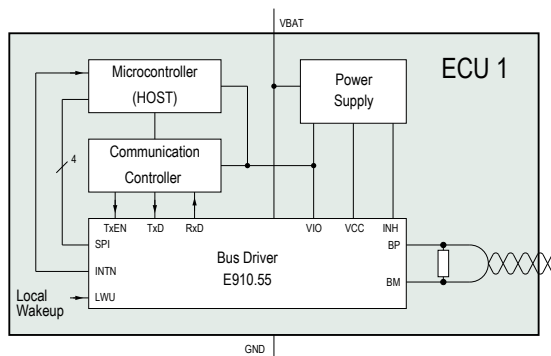 VBAT
ECU 1
Microcontroller
(HOST)
Power
Supply
4
Communication
Controller
TxEN
TxD
RxD
VIO
VCC
INH
SPI
Bus Driver
E910.55
BP
INTN
BM
Local
Wakeup
LWU
GND